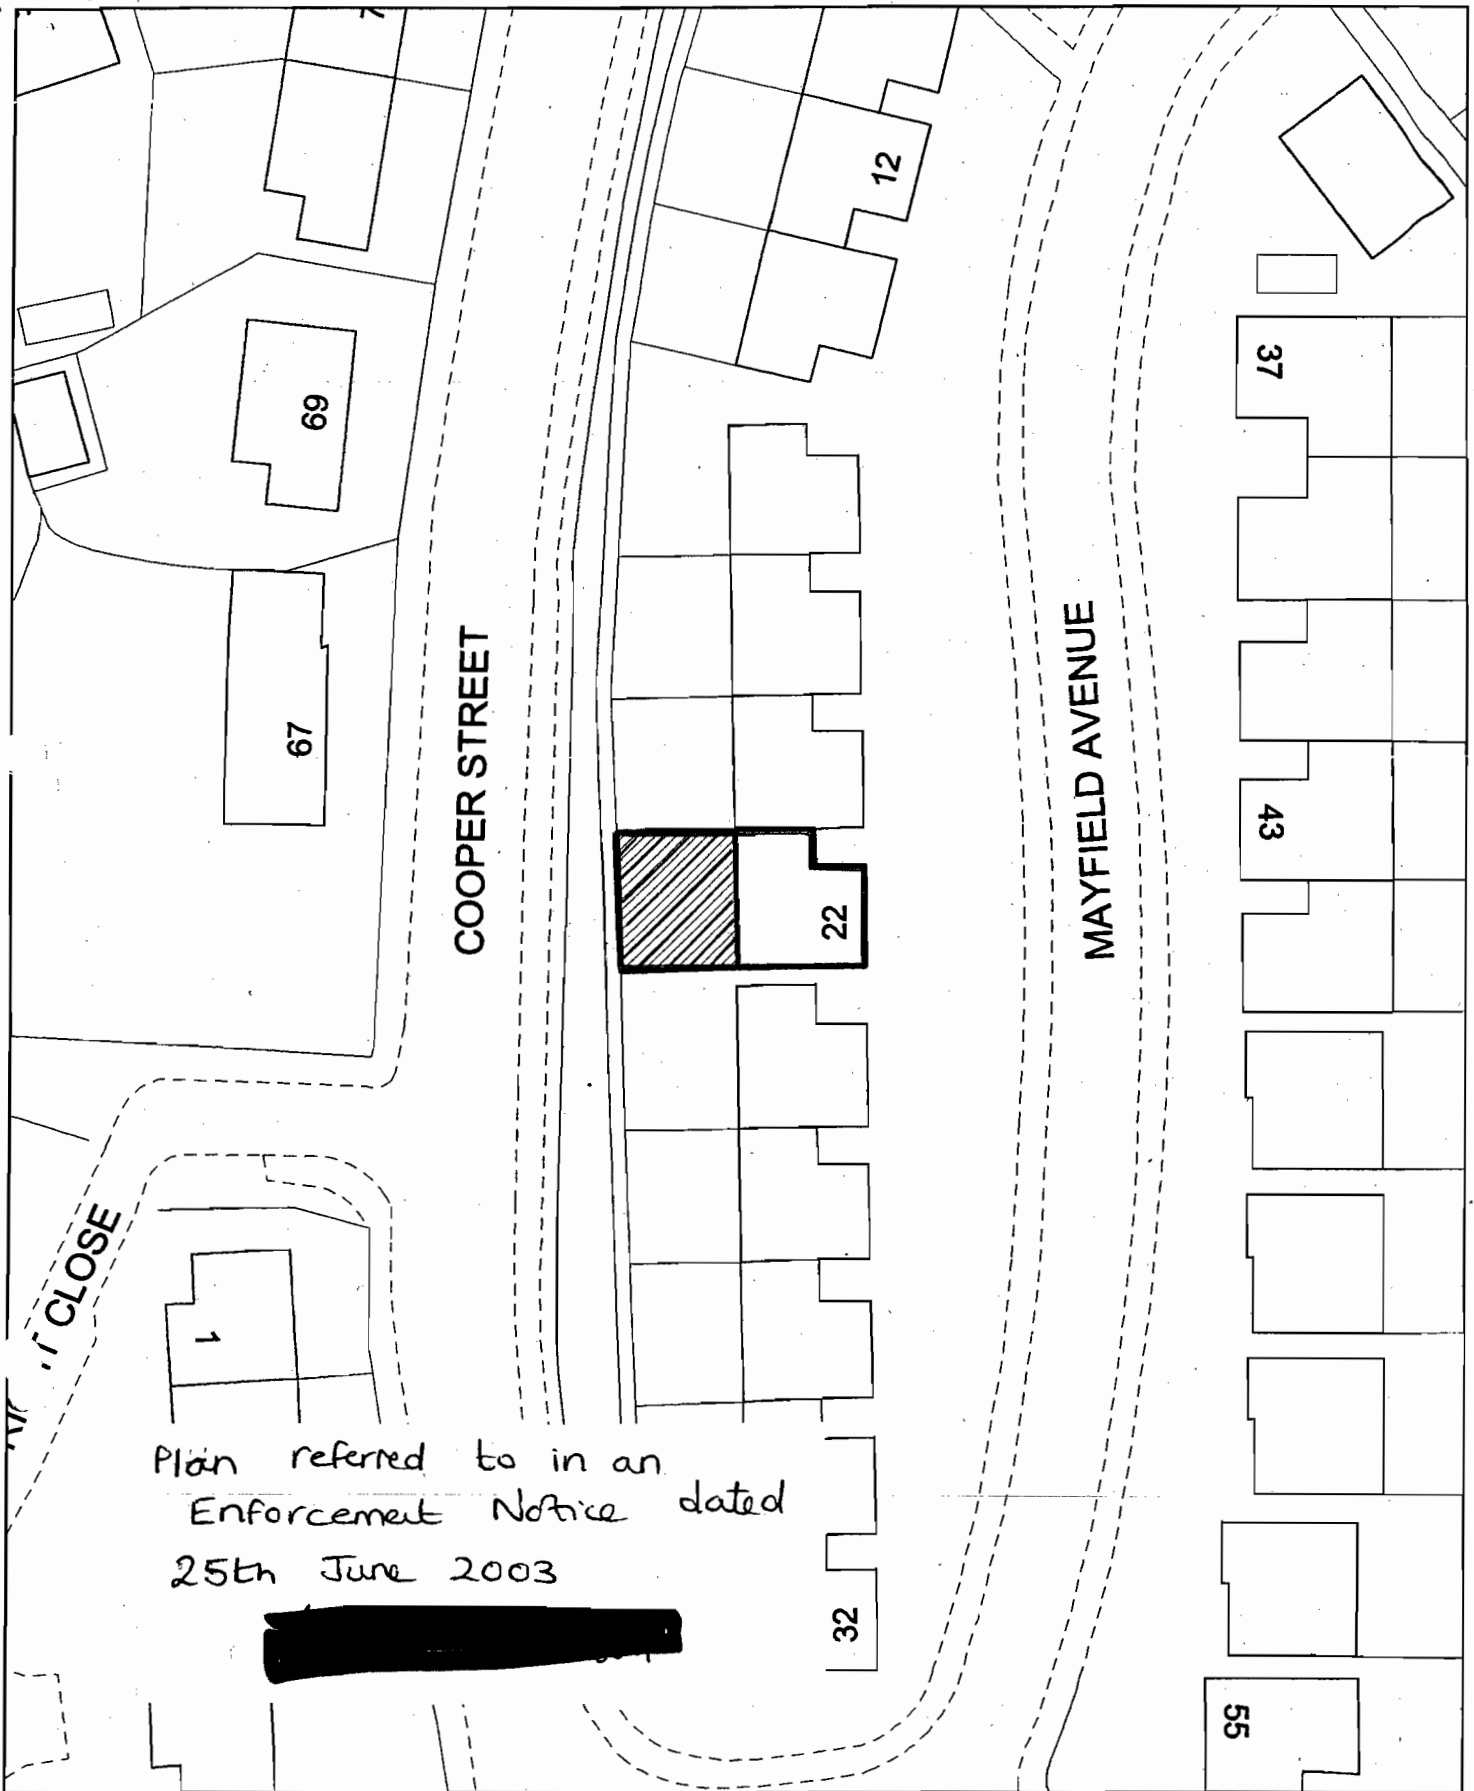 12
37
69
COOPER STREET
MAYFIELD AVENUE
67
43
22
CLOSE
1
Plan referred to in an
Enforcement Notice dated
25th June 2003
32
55